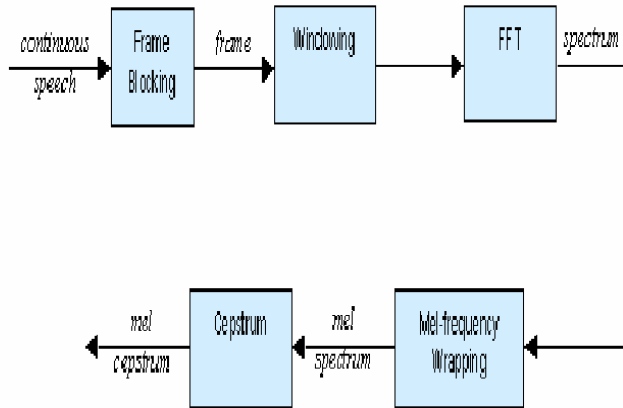 continuous
speech
Frame
Blocking
frame
Windowing
FFT
spectrum
mel
cepstrum
Cepstrum
mel
spectrum
Mel-frequency
Wrapping